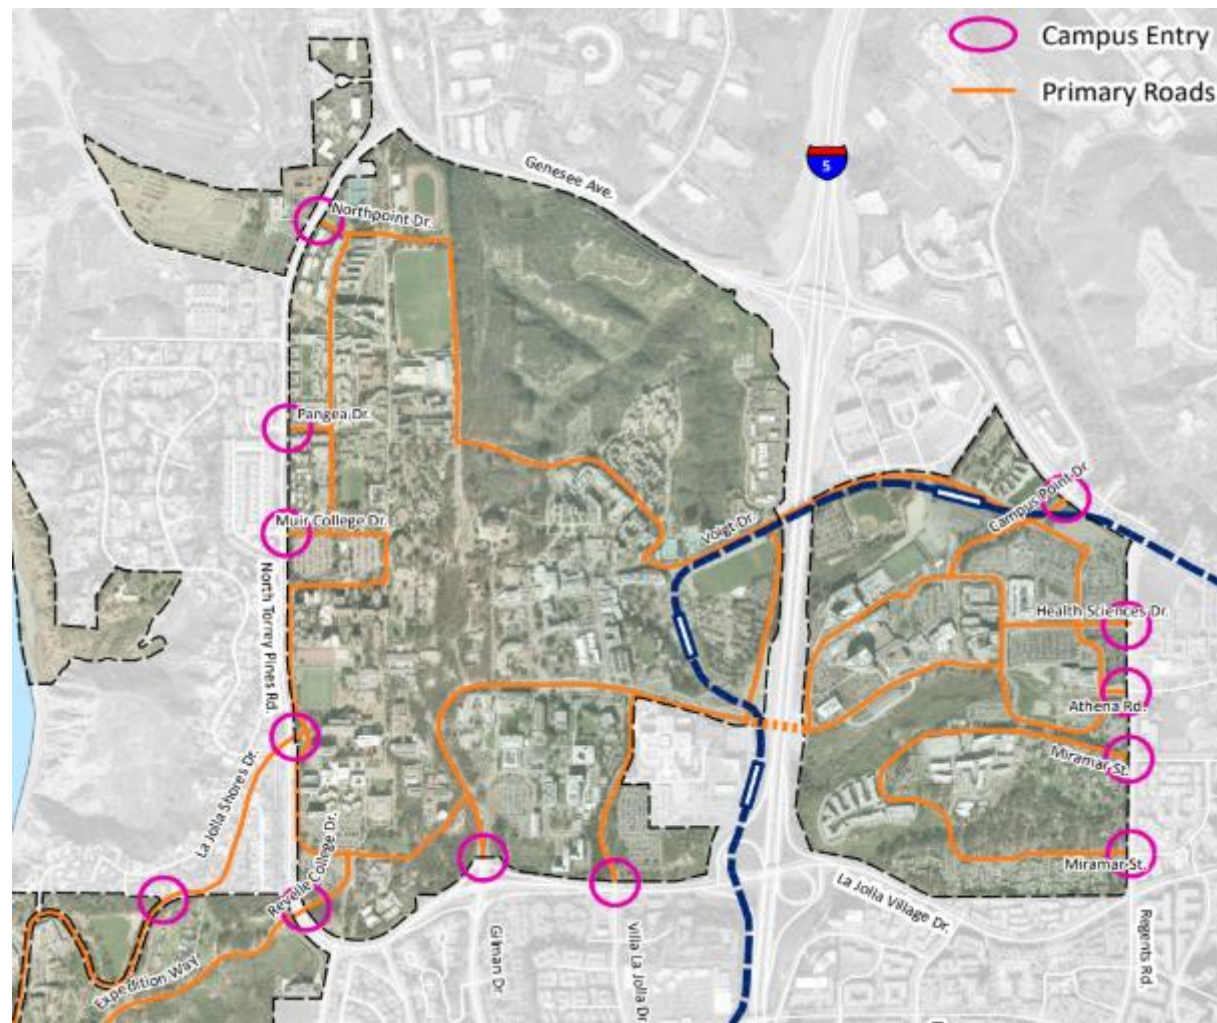 Campus Entry
Primary Roads
5
Genesee Ave.
Northpoint Dr.
Pangea Dr.
Muir College Dr.
Voigt Dr.
Campus Point Dr
Health Sciences Dr.
North Torrey Pines Rd.
Athena Rd.
La Jolla Shores Dr.
Miramar St.
Revelle College Dr.
Miramar St.
La Jolla Village Dr.
Expedition Way
Gilman Dr
Villa La Jolla Dr
Regents Rd.